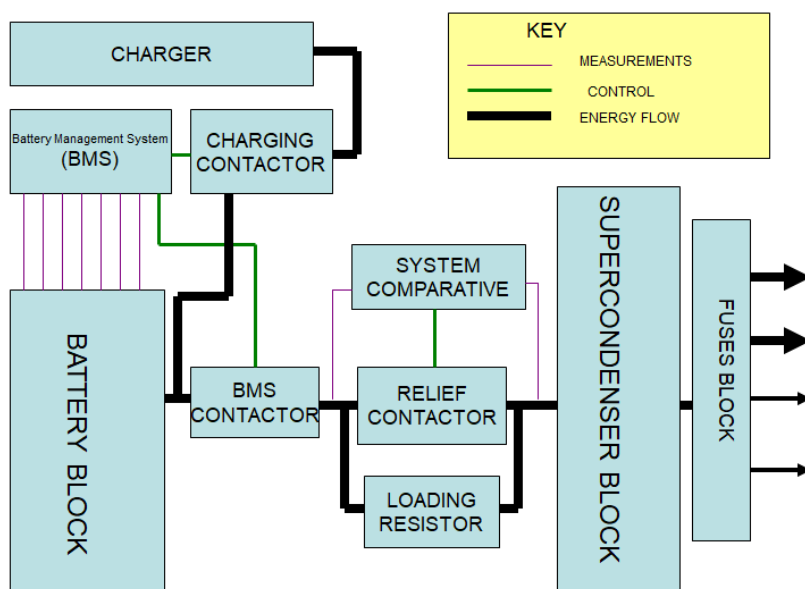 CHARGER
KEY
MEASUREMENTS
CONTROL
ENERGY FLOW
Battery Management System
(BMS)
CHARGING
CONTACTOR
SYSTEM
COMPARATIVE
BATTERY BLOCK
BMS
CONTACTOR
RELIEF
CONTACTOR
LOADING
RESISTOR
SUPERCONDENSER BLOCK
FUSES BLOCK